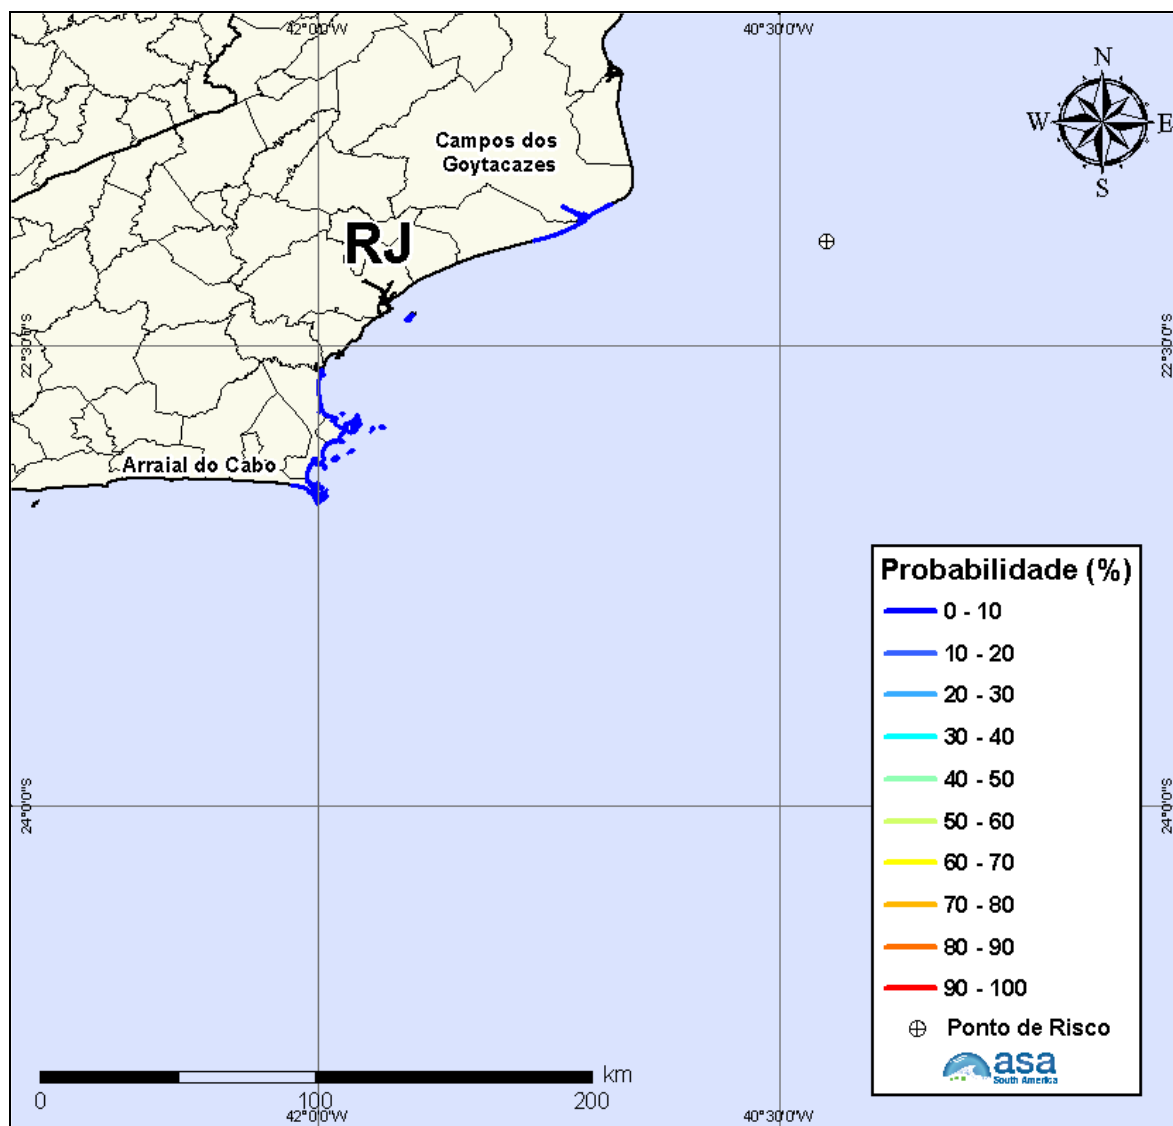 42°0'0"W
40°30'0"W
N
W
E
S
Campos dos
Goytacazes
RJ
22°30'0"S
22°30'0"S
Arraial do Cabo
Probabilidade (%)
0 - 10
10 - 20
20 - 30
30 - 40
40 - 50
50 - 60
60 - 70
70 - 80
80 - 90
90 - 100
Ponto de Risco
asa
South America
24°0'0"S
24°0'0"S
km
0
100
200
42°0'0"W
40°30'0"W